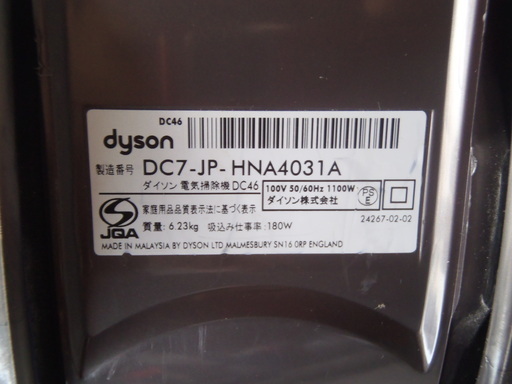 DC46
dyson
製造番号 DC7-JP-HNA4031A
ダイソン 電気掃除機 DC46
100V 50/60Hz 1100W
ダイソン株式会社
PS
E
24267-02-02
JQA
家庭用品品質表示法に基づく表示
質量: 6.23kg 吸込み仕事率: 180W
MADE IN MALAYSIA BY DYSON LTD MALMESBURY SN16 0RP ENGLAND